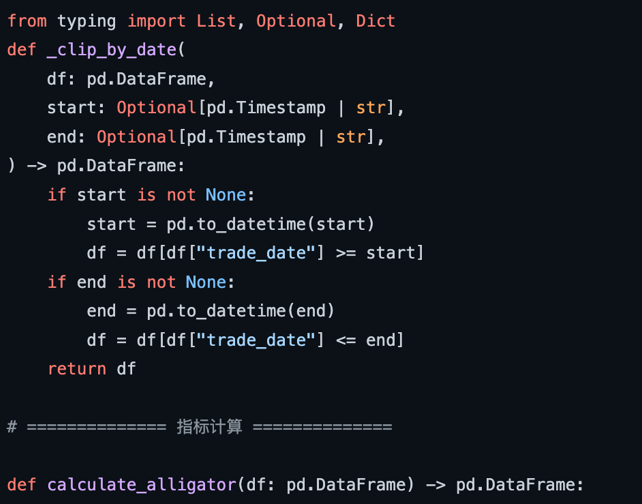 from typing import List, Optional, Dict
def _clip_by_date(
    df: pd.DataFrame,
    start: Optional[pd.Timestamp | str],
    end: Optional[pd.Timestamp | str],
) -> pd.DataFrame:
    if start is not None:
        start = pd.to_datetime(start)
        df = df[df["trade_date"] >= start]
    if end is not None:
        end = pd.to_datetime(end)
        df = df[df["trade_date"] <= end]
    return df

# ============== 指标计算 ==============

def calculate_alligator(df: pd.DataFrame) -> pd.DataFrame: